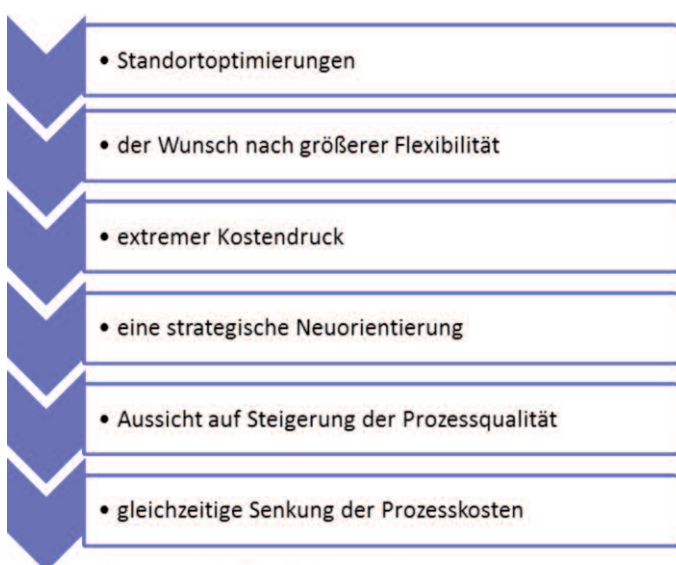 • Standortoptimierungen
• der Wunsch nach größerer Flexibilität
• extremer Kostendruck
• eine strategische Neuorientierung
• Aussicht auf Steigerung der Prozessqualität
• gleichzeitige Senkung der Prozesskosten